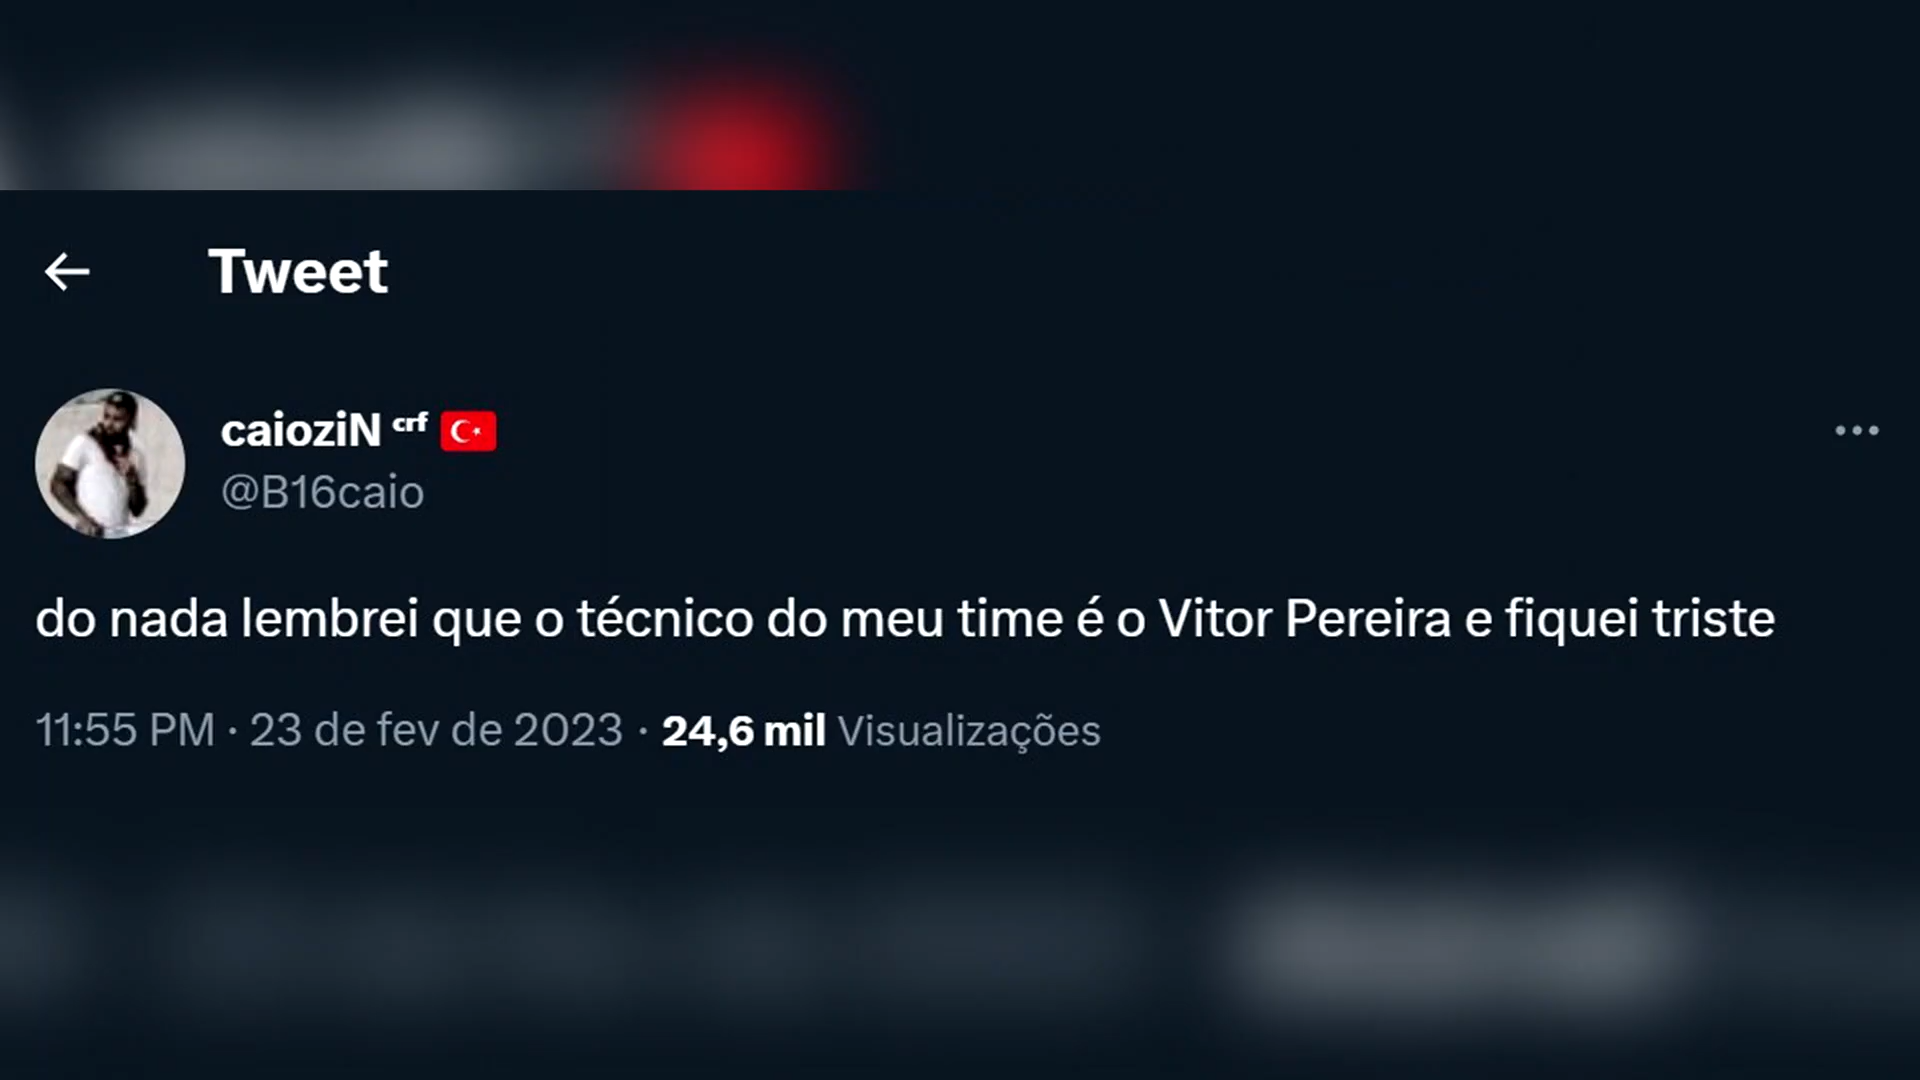 Tweet
caioziN ᶜʳᶠ 🇹🇷
@B16caio
do nada lembrei que o técnico do meu time é o Vitor Pereira e fiquei triste
11:55 PM · 23 de fev de 2023 · 24,6 mil Visualizações